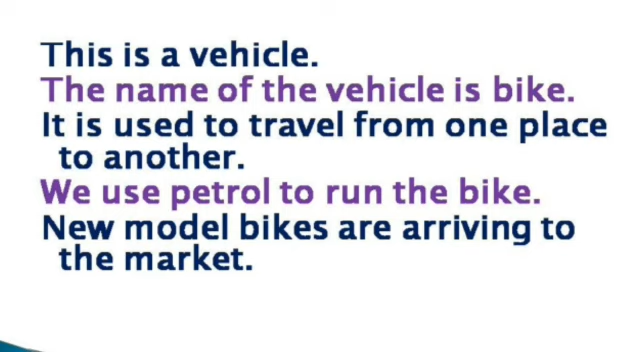 This is a vehicle.
The name of the vehicle is bike.
It is used to travel from one place
to another.
We use petrol to run the bike.
New model bikes are arriving to
the market.